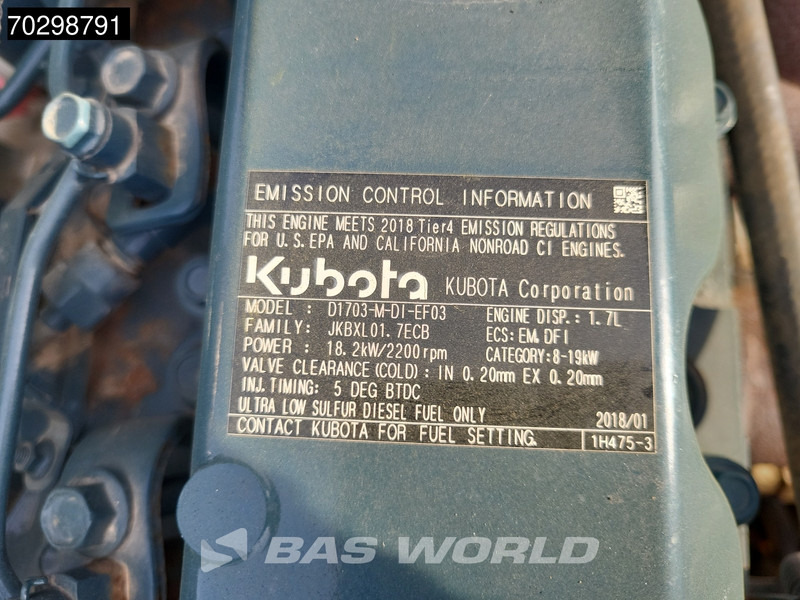 70298791
EMISSION CONTROL INFORMATION
THIS ENGINE MEETS 2018 Tier4 EMISSION REGULATIONS
FOR U.S. EPA AND CALIFORNIA NONROAD CI ENGINES.
Kubota KUBOTA Corporation
MODEL : D1703-M-DI-EF03 ENGINE DISP.: 1.7L
FAMILY: JKBXL01.7ECB ECS: EM,DFI
POWER : 18.2kW/2200rpm CATEGORY: 8-19kW
VALVE CLEARANCE (COLD) : IN 0.20mm EX 0.20mm
INJ.TIMING: 5 DEG BTDC
ULTRA LOW SULFUR DIESEL FUEL ONLY 2018/01
CONTACT KUBOTA FOR FUEL SETTING. 1H475-3
BAS WORLD